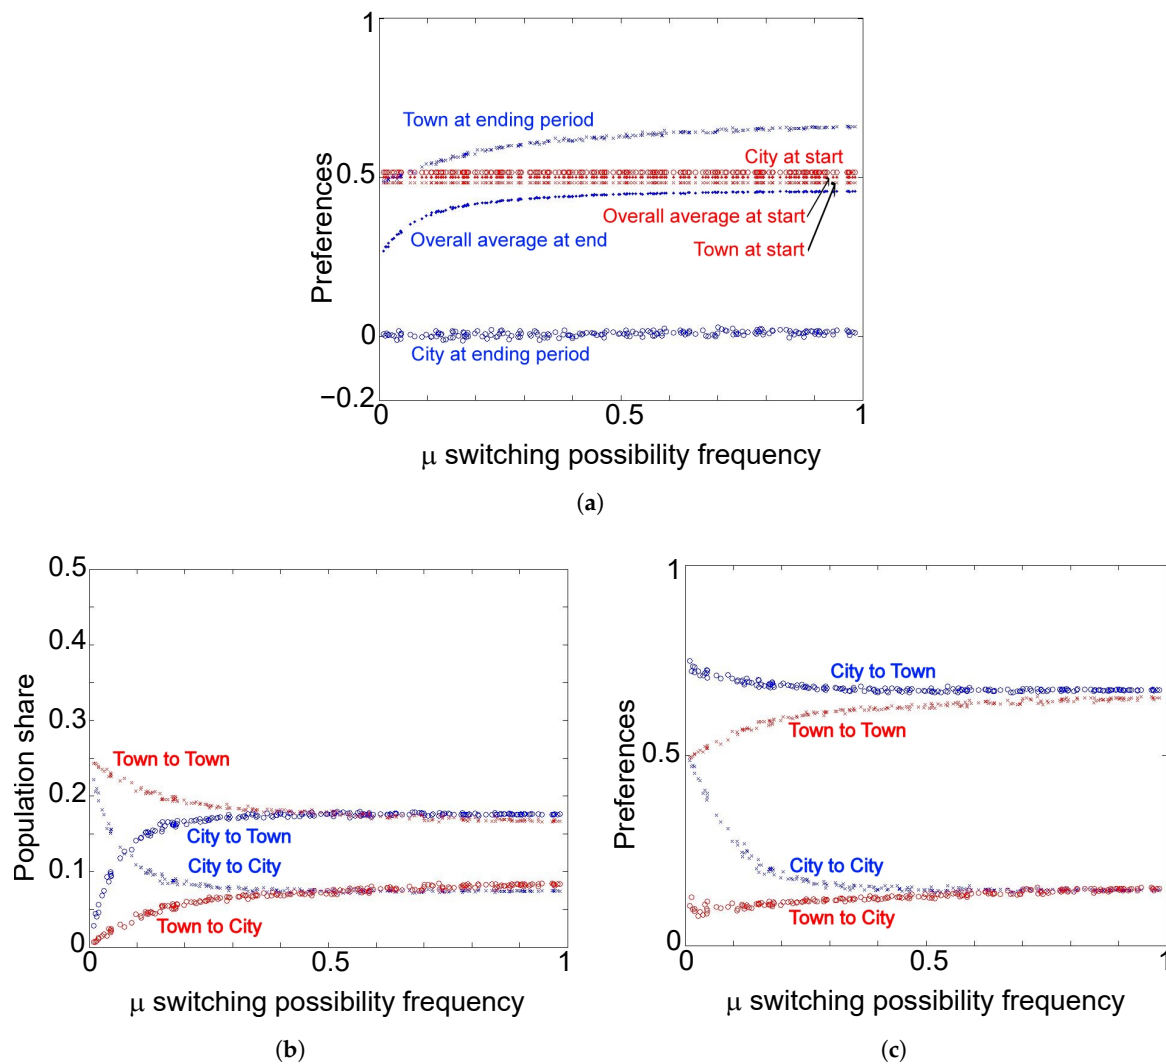 1
Town at ending period
City at start
0.5
Overall average at start
Overall average at end
Town at start
Preferences
0
City at ending period
−0.2
0
0.5
1
μ switching possibility frequency
(a)
0.5
0.4
0.3
Town to Town
0.2
City to Town
City to City
0.1
Town to City
0
Population share
0
0.5
1
μ switching possibility frequency
(b)
1
City to Town
Town to Town
0.5
City to City
Town to City
0
Preferences
0
0.5
1
μ switching possibility frequency
(c)